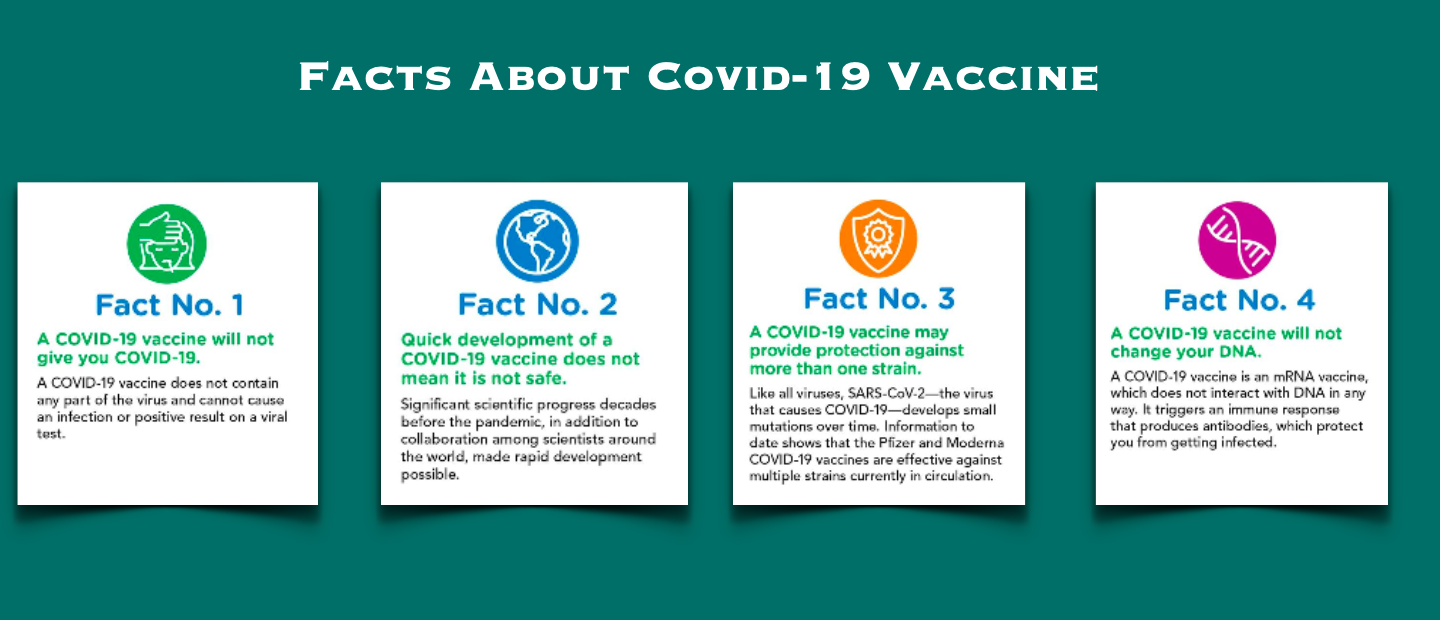 Facts About Covid-19 Vaccine
Fact No. 1
A COVID-19 vaccine will not
give you COVID-19.
A COVID-19 vaccine does not contain
any part of the virus and cannot cause
an infection or positive result on a viral
test.
Fact No. 2
Quick development of a
COVID-19 vaccine does not
mean it is not safe.
Significant scientific progress decades
before the pandemic, in addition to
collaboration among scientists around
the world, made rapid development
possible.
Fact No. 3
A COVID-19 vaccine may
provide protection against
more than one strain.
Like all viruses, SARS-CoV-2—the virus
that causes COVID-19—develops small
mutations over time. Information to
date shows that the Pfizer and Moderna
COVID-19 vaccines are effective against
multiple strains currently in circulation.
Fact No. 4
A COVID-19 vaccine will not
change your DNA.
A COVID-19 vaccine is an mRNA vaccine,
which does not interact with DNA in any
way. It triggers an immune response
that produces antibodies, which protect
you from getting infected.